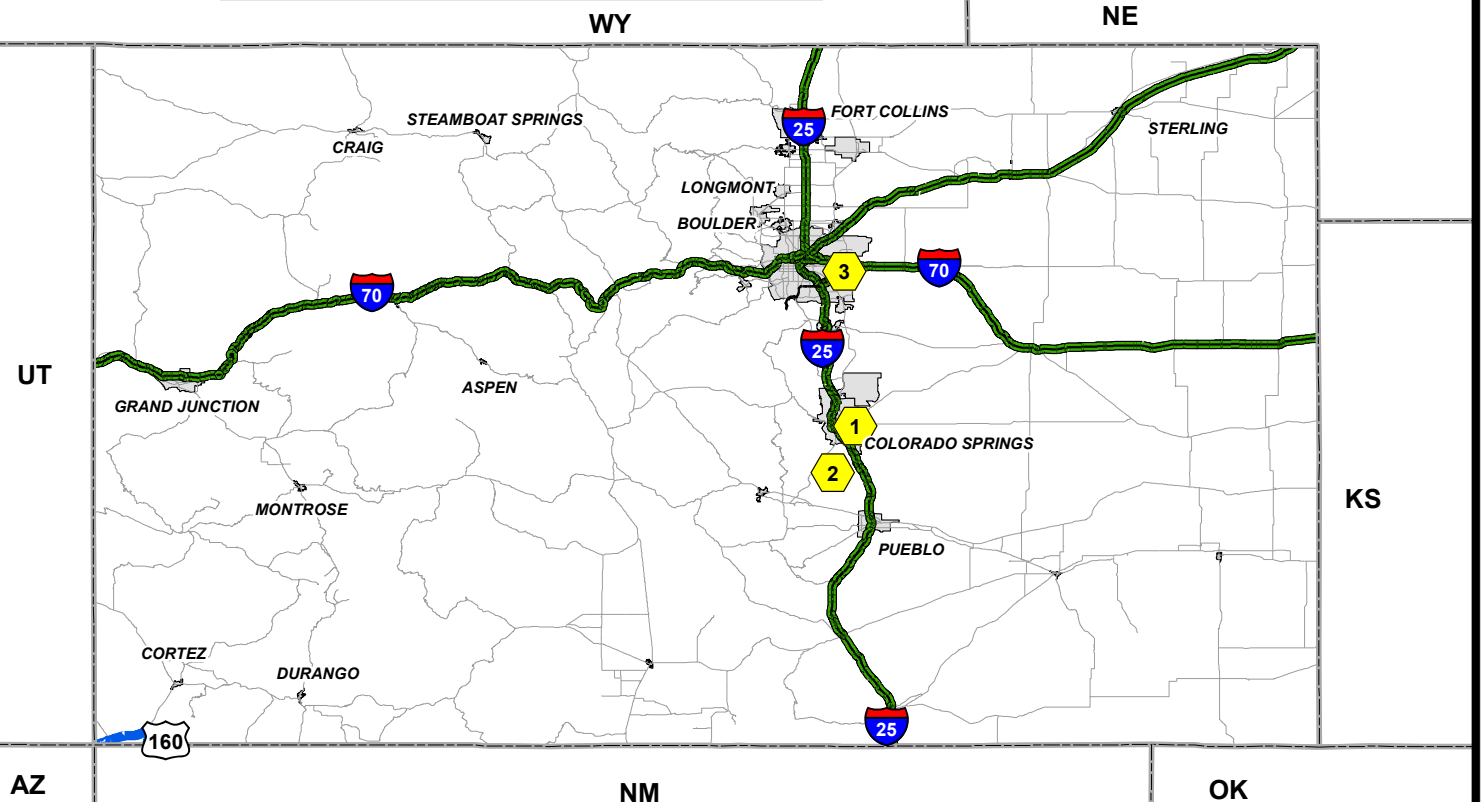 WY
NE
25
FORT COLLINS
STEAMBOAT SPRINGS
CRAIG
STERLING
LONGMONT
BOULDER
3
70
70
25
UT
ASPEN
GRAND JUNCTION
1
COLORADO SPRINGS
2
MONTROSE
KS
PUEBLO
CORTEZ
DURANGO
25
160
AZ
NM
OK